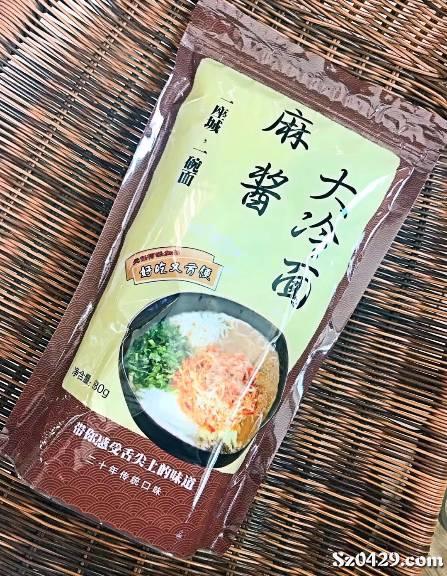 大冷面
麻酱
一座城,一碗面
好吃又方便
净含量:80g
带你感受舌尖上的味道
二十年传统口味
Sz0429.com